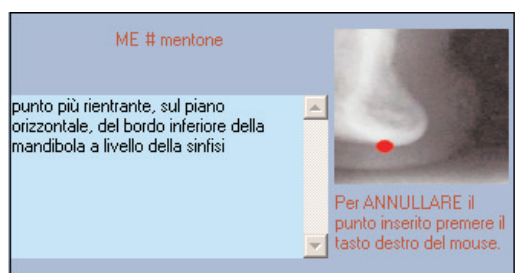 ME # mentone
punto più rientrante, sul piano
orizzontale, del bordo inferiore della
mandibola a livello della sinfisi
Per ANNULLARE il
punto inserito premere il
tasto destro del mouse.